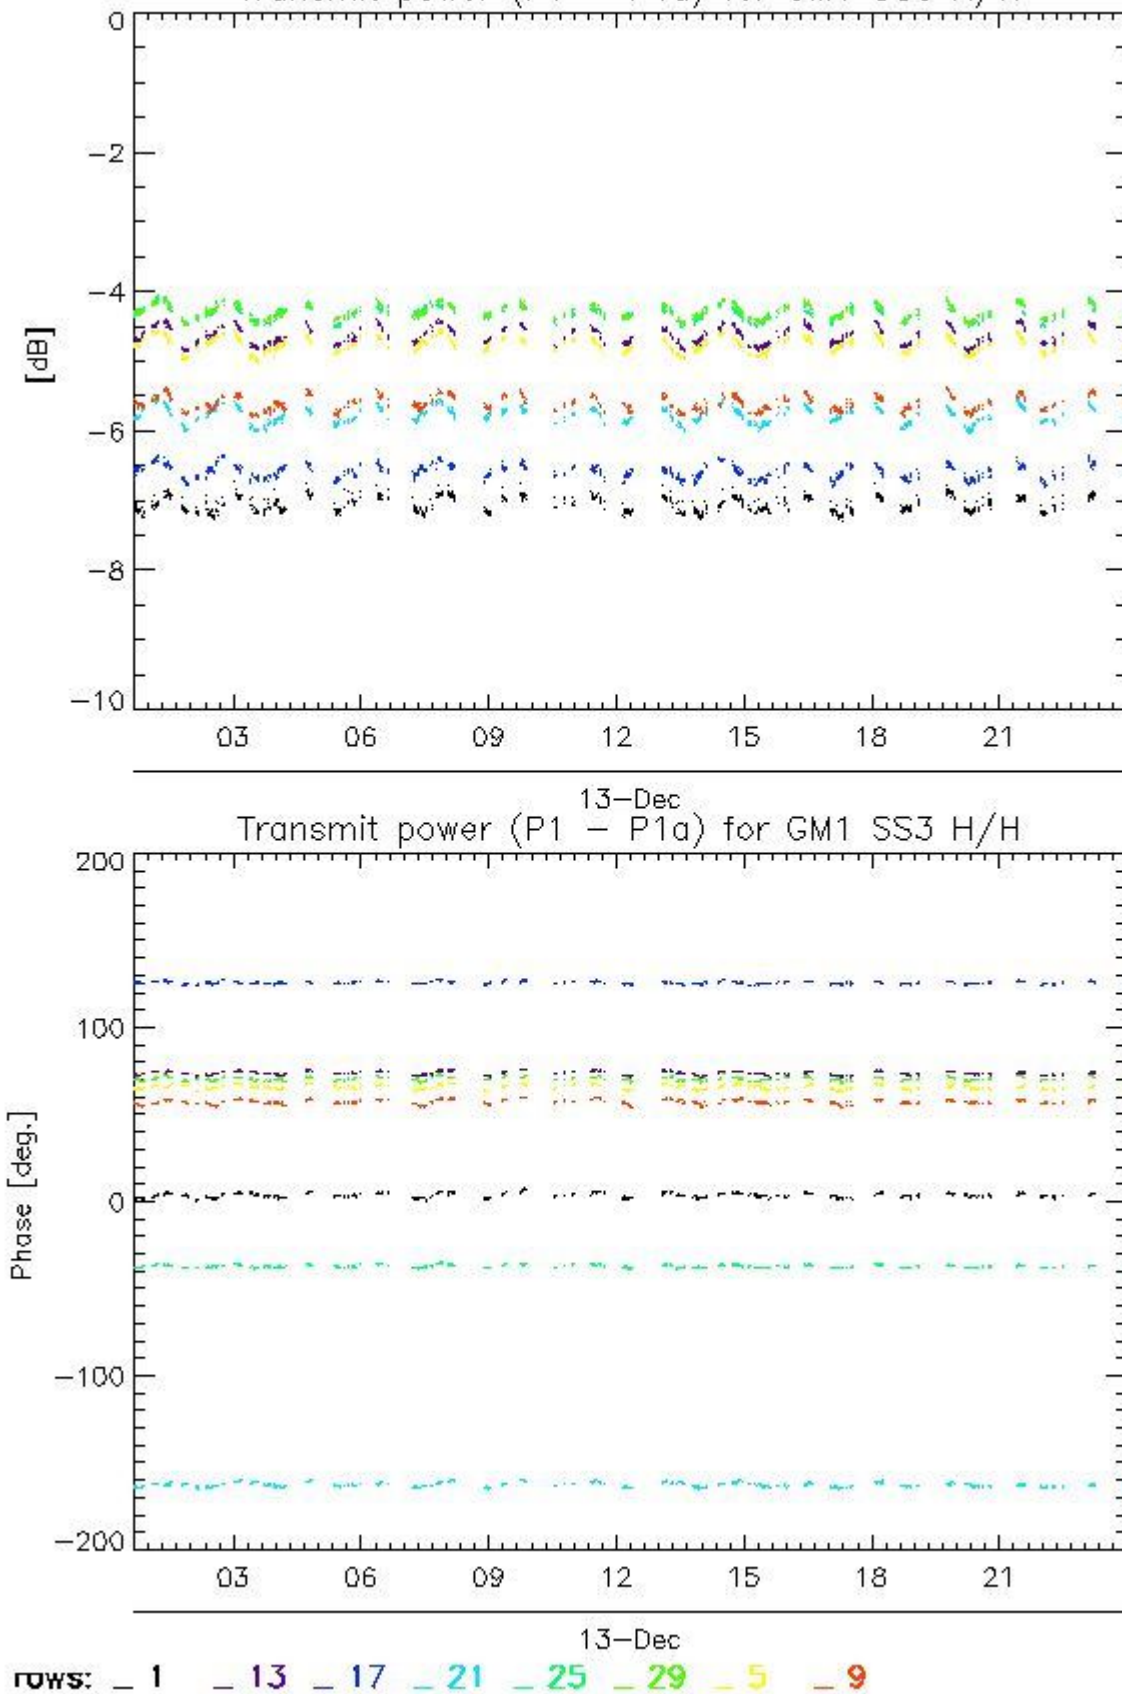 0
−2
−4
[dB]
−6
−8
−10
03 06 09 12 15 18 21
13−Dec
Transmit power (P1 − P1a) for GM1 SS3 H/H
200
100
Phase [deg.]
0
−100
−200
03 06 09 12 15 18 21
13−Dec
rows: _ 1 _ 13 _ 17 _ 21 _ 25 _ 29 _ 5 _ 9